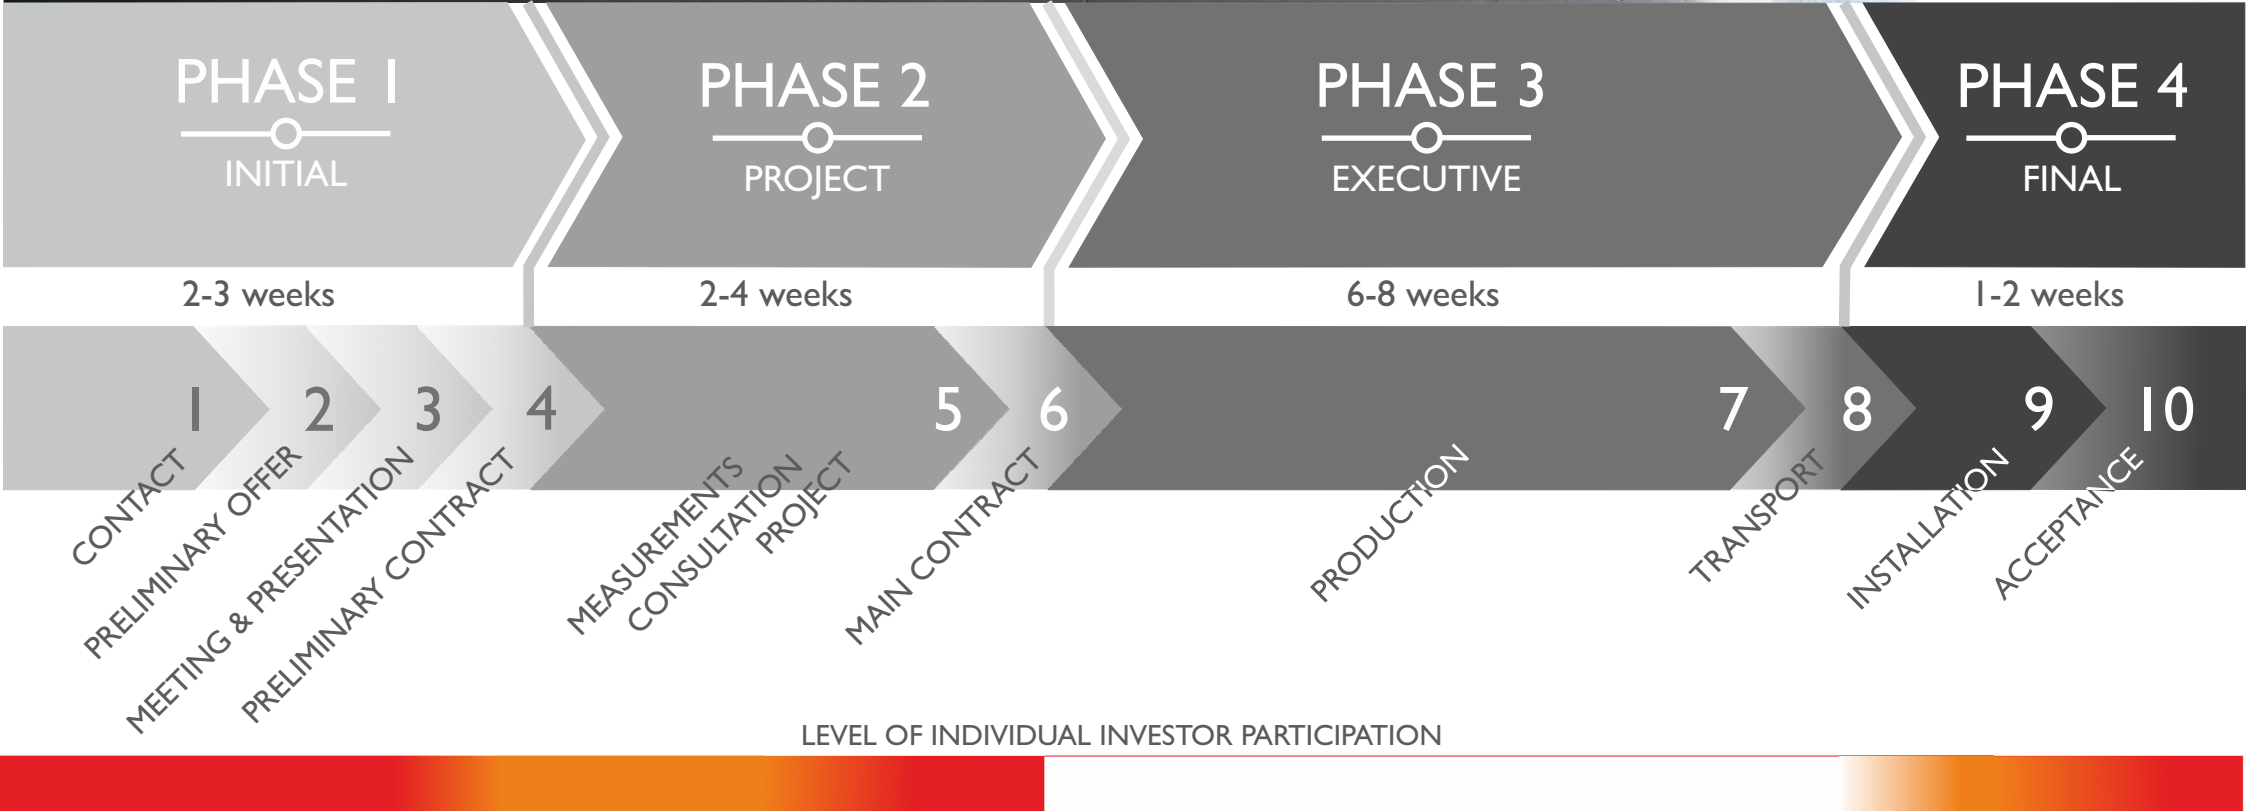 PHASE 1
INITIAL
PHASE 2
PROJECT
PHASE 3
EXECUTIVE
PHASE 4
FINAL
2-3 weeks
2-4 weeks
6-8 weeks
1-2 weeks
1
2
3
4
5
6
7
8
9
10
CONTACT
PRELIMINARY OFFER
MEETING & PRESENTATION
PRELIMINARY CONTRACT
MEASUREMENTS
CONSULTATION
PROJECT
MAIN CONTRACT
PRODUCTION
TRANSPORT
INSTALLATION
ACCEPTANCE
LEVEL OF INDIVIDUAL INVESTOR PARTICIPATION